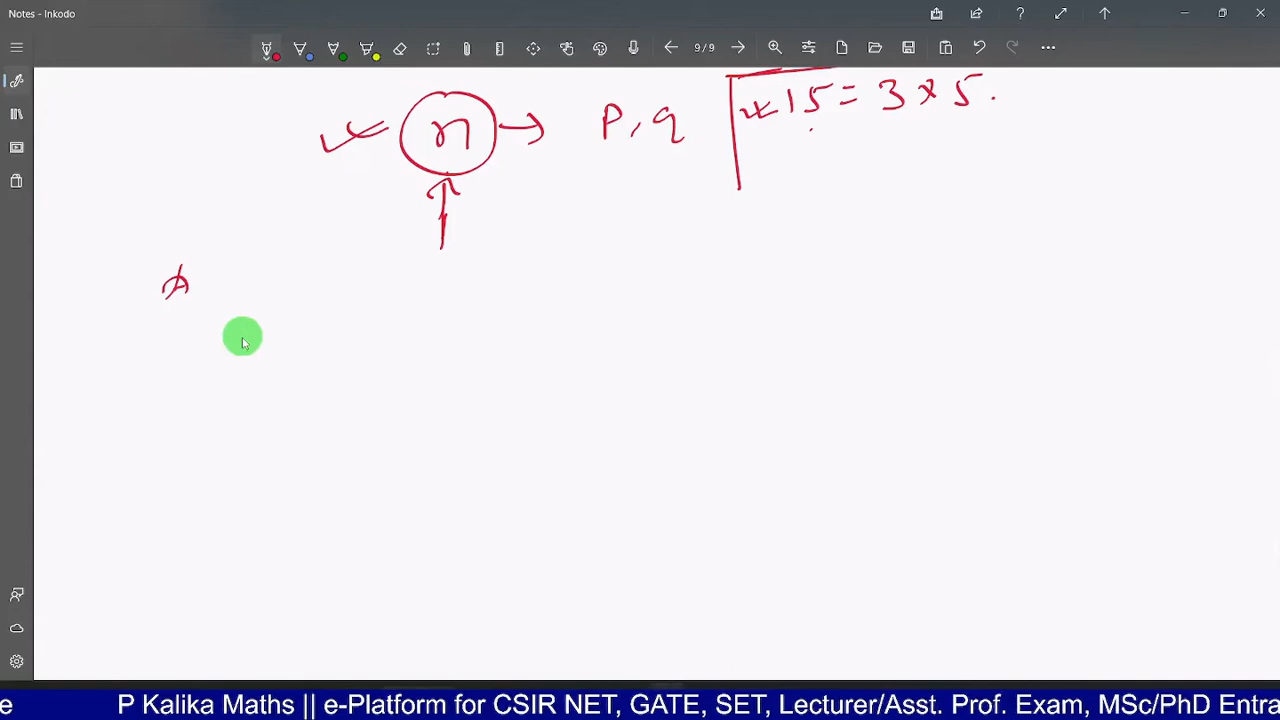 Notes - Inkodo
9/9
n → P, q
15 = 3 x 5.
e P Kalika Maths || e-Platform for CSIR NET, GATE, SET, Lecturer/Asst. Prof. Exam, MSc/PhD Entra